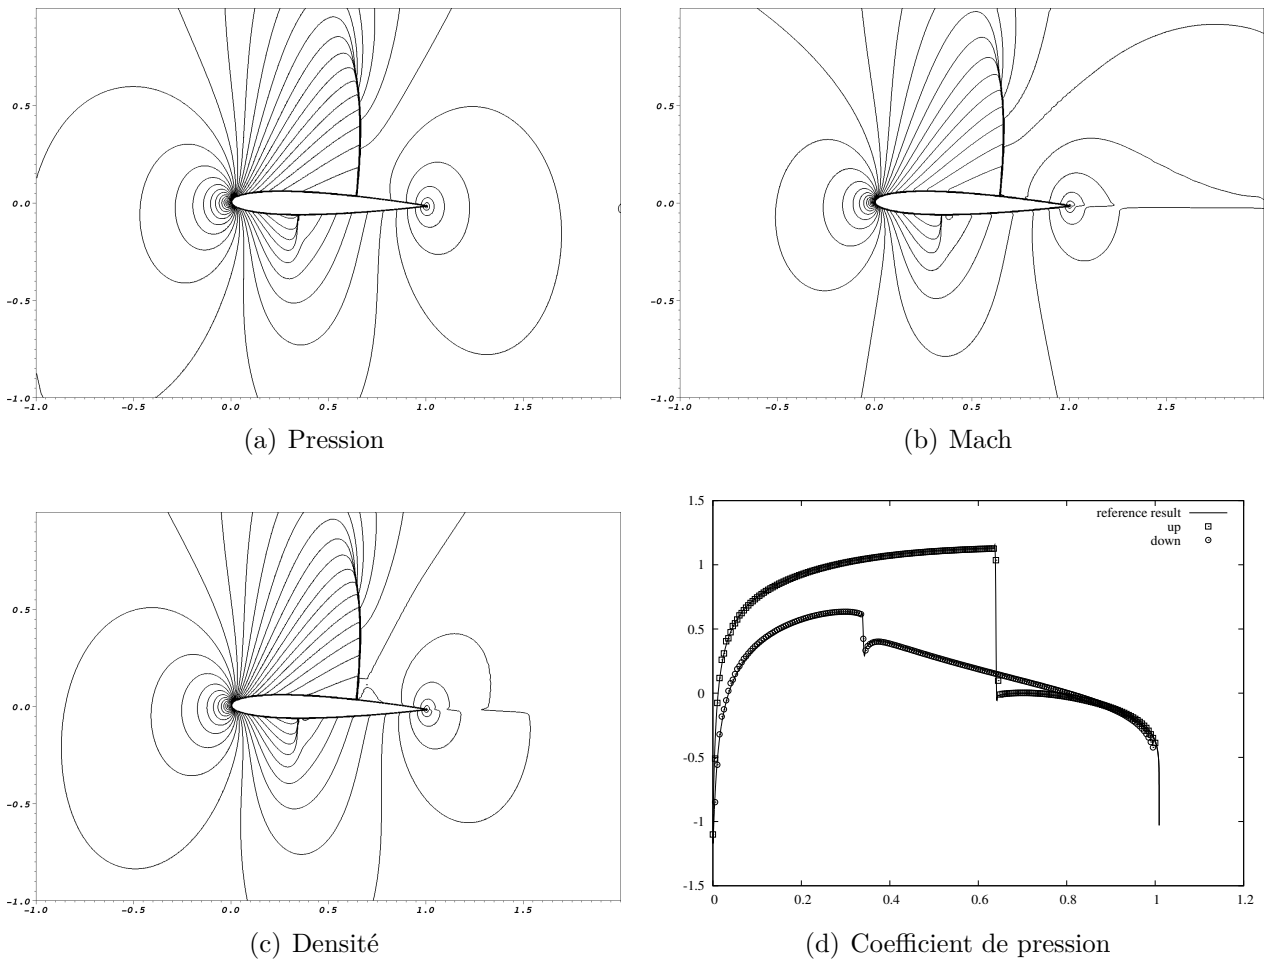 0.5
0.0
-0.5
-1.0
-1.0 -0.5 0.0 0.5 1.0 1.5
(a) Pression
0.5
0.0
-0.5
-1.0
-1.0 -0.5 0.0 0.5 1.0 1.5
(b) Mach
0.5
0.0
-0.5
-1.0
-1.0 -0.5 0.0 0.5 1.0 1.5
(c) Densité
1.5
1
0.5
0
-0.5
-1
-1.5
0 0.2 0.4 0.6 0.8 1 1.2
reference result
up
down
(d) Coefficient de pression